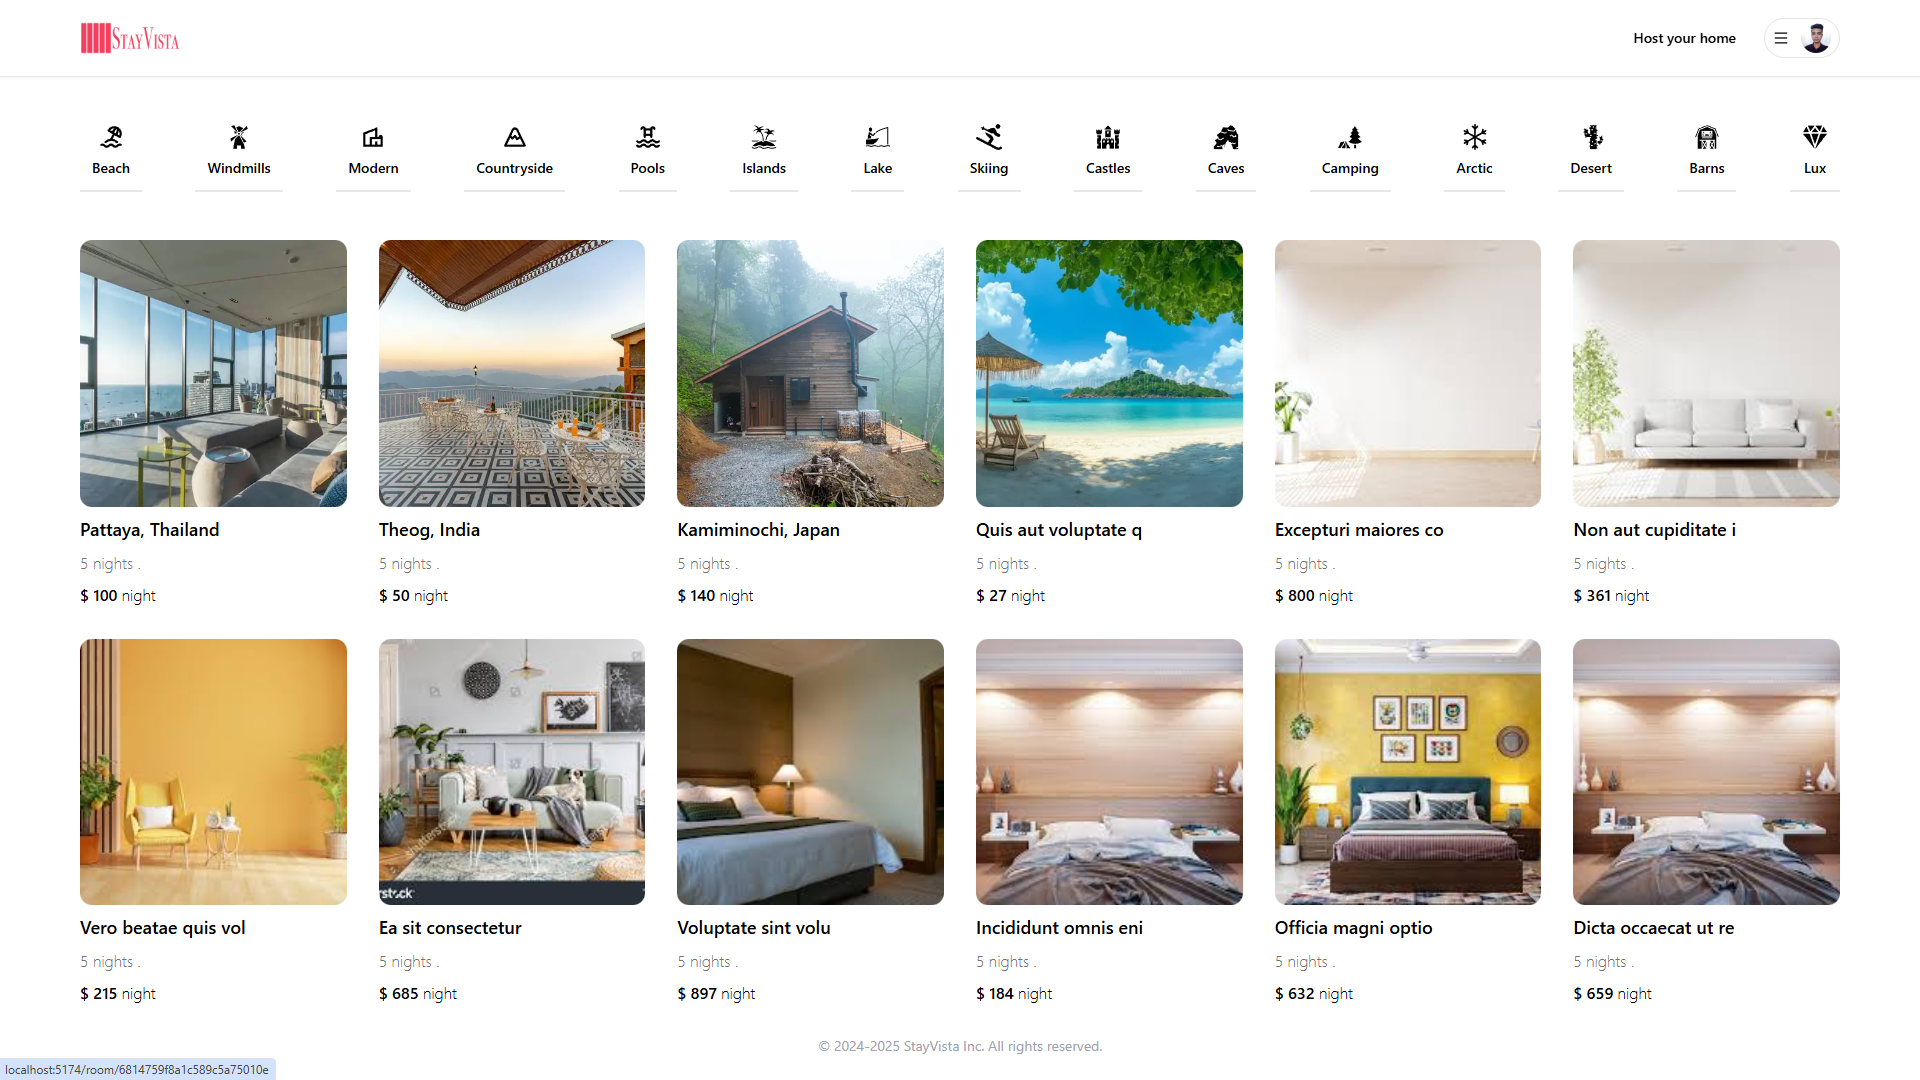 StayVista
Host your home
Beach
Windmills
Modern
Countryside
Pools
Islands
Lake
Skiing
Castles
Caves
Camping
Arctic
Desert
Barns
Lux
Pattaya, Thailand
5 nights .
$ 100 night
Theog, India
5 nights .
$ 50 night
Kamiminochi, Japan
5 nights .
$ 140 night
Quis aut voluptate q
5 nights .
$ 27 night
Excepturi maiores co
5 nights .
$ 800 night
Non aut cupiditate i
5 nights .
$ 361 night
Vero beatae quis vol
5 nights .
$ 215 night
Ea sit consectetur
5 nights .
$ 685 night
Voluptate sint volu
5 nights .
$ 897 night
Incididunt omnis eni
5 nights .
$ 184 night
Officia magni optio
5 nights .
$ 632 night
Dicta occaecat ut re
5 nights .
$ 659 night
© 2024-2025 StayVista Inc. All rights reserved.
localhost:5174/room/6814759f8a1c589c5a75010e